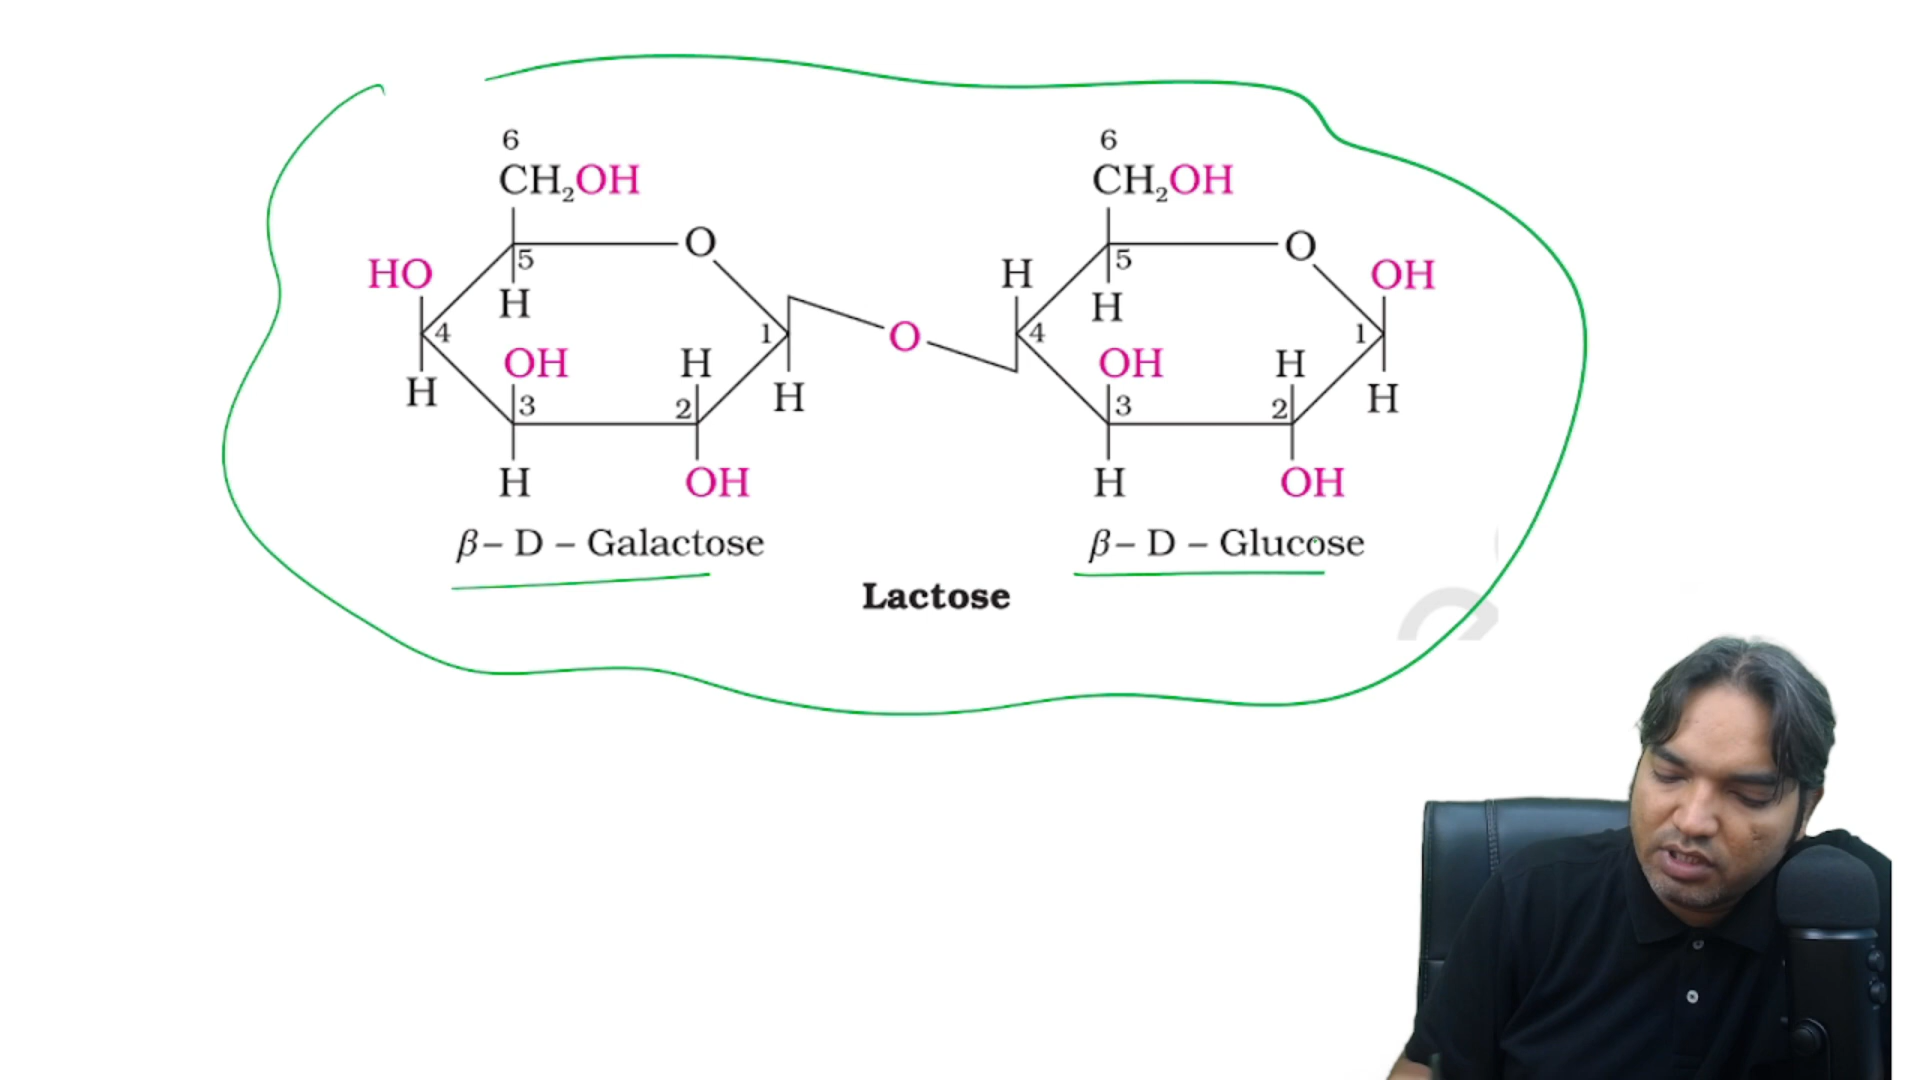 6 6
CH₂OH CH₂OH
5 O 5 O
HO H H H OH
4 1 O 4 1
H OH H H OH H H
3 2 3 2
H OH H OH
β– D – Galactose β– D – Glucose
Lactose